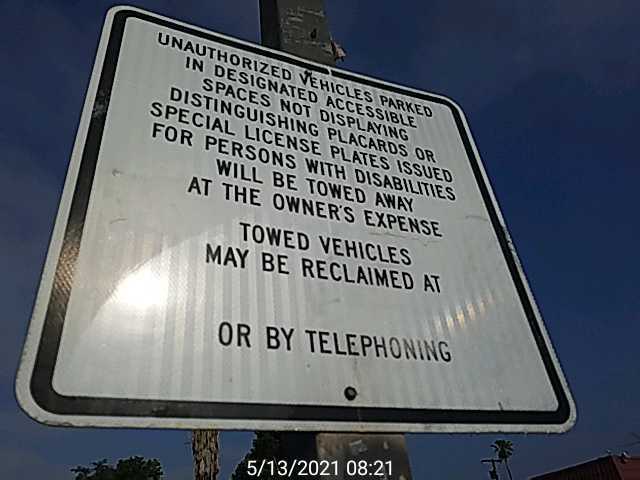 UNAUTHORIZED VEHICLES PARKED
IN DESIGNATED ACCESSIBLE
SPACES NOT DISPLAYING
DISTINGUISHING PLACARDS OR
SPECIAL LICENSE PLATES ISSUED
FOR PERSONS WITH DISABILITIES
WILL BE TOWED AWAY
AT THE OWNER'S EXPENSE
TOWED VEHICLES
MAY BE RECLAIMED AT
OR BY TELEPHONING
5/13/2021 08:21